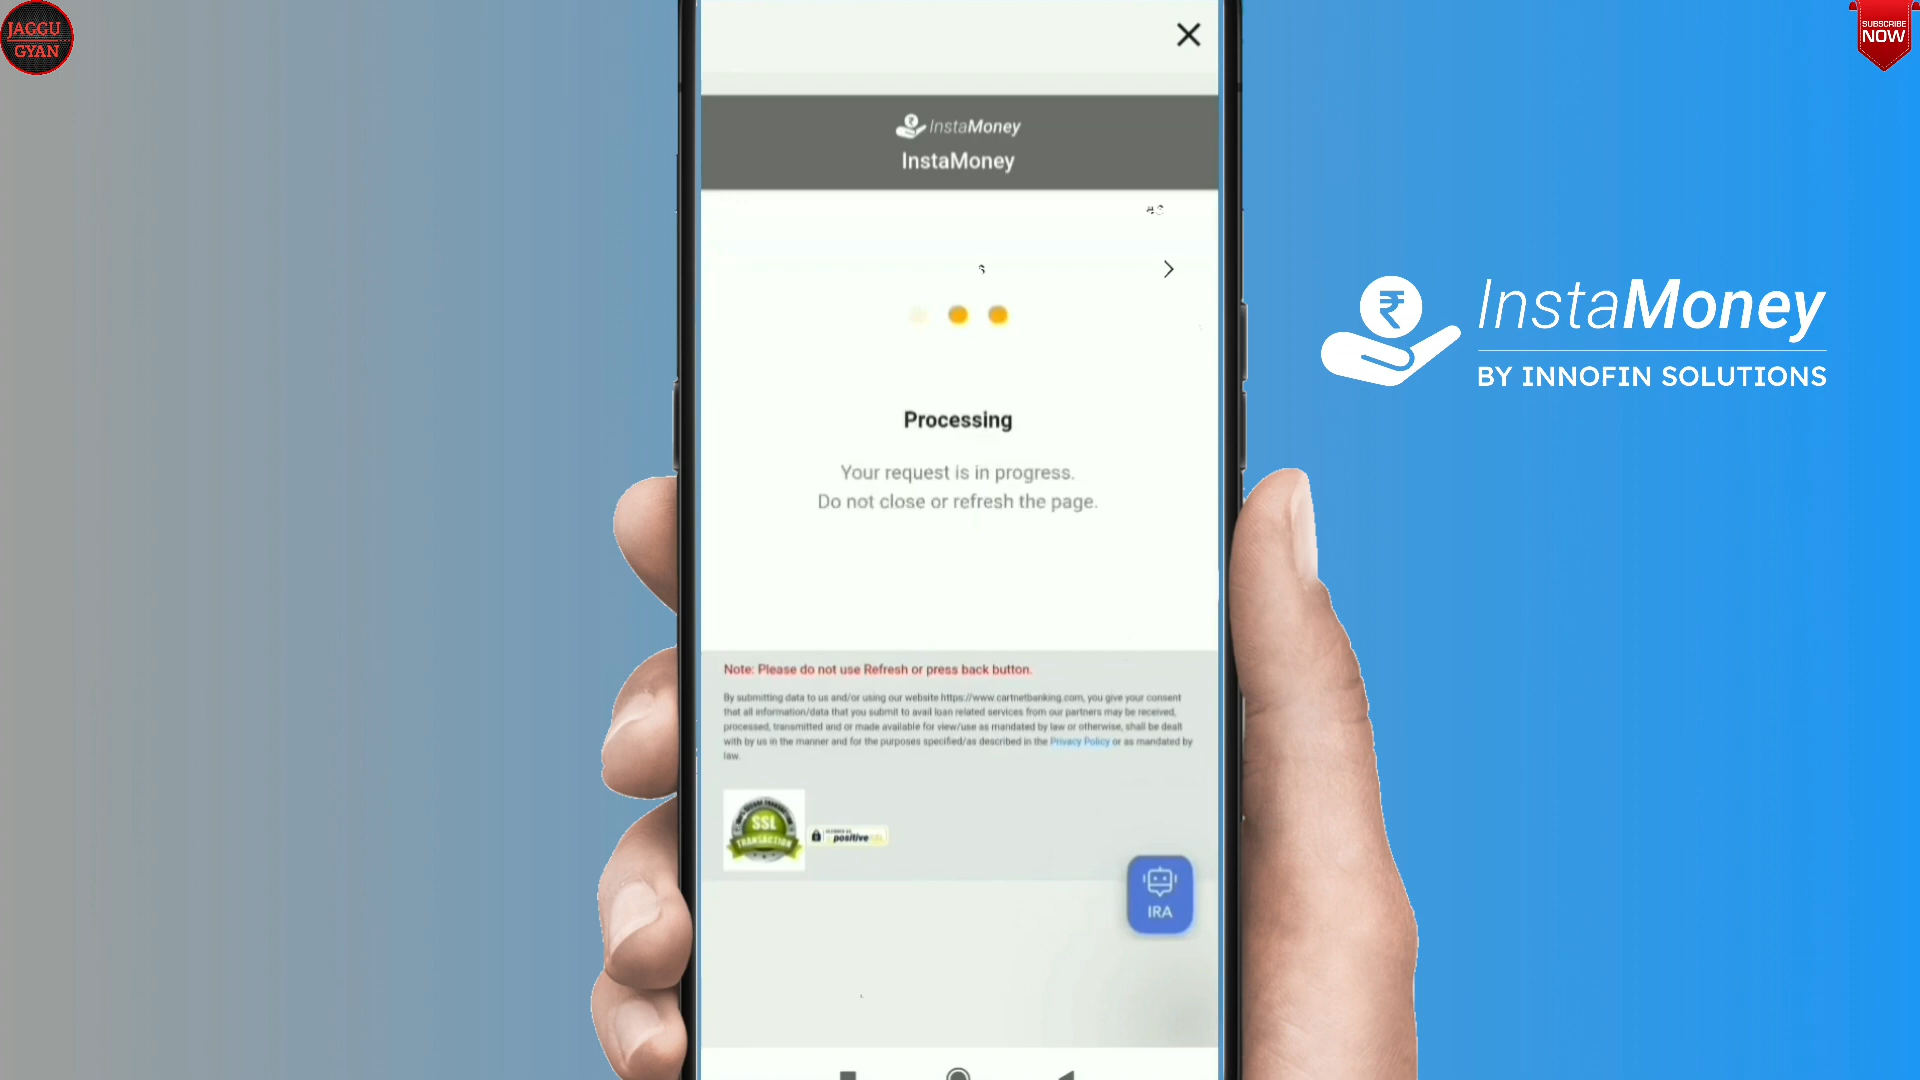 JAGGU
GYAN
SUBSCRIBE
NOW
InstaMoney
InstaMoney
InstaMoney
BY INNOFIN SOLUTIONS
Processing
Your request is in progress.
Do not close or refresh the page.
Note: Please do not use Refresh or press back button.
By submitting data to us and/or using our website https://www.cartnetbanking.com, you give your consent
that all information/data that you submit to avail loan related services from our partners may be received,
processed, transmitted and or made available for view/use as mandated by law or otherwise, shall be dealt
with by us in the manner and for the purposes specified/as described in the Privacy Policy or as mandated by
law.
SSL
TRANSACTION
positiveSSL
IRA